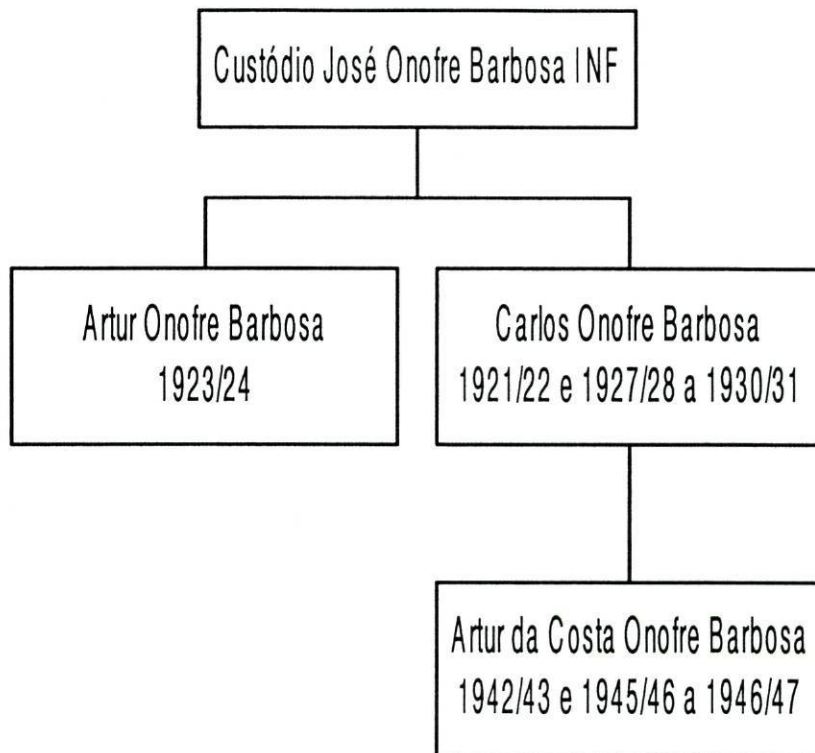 Custódio José Onofre Barbosa INF
Artur Onofre Barbosa
1923/24
Carlos Onofre Barbosa
1921/22 e 1927/28 a 1930/31
Artur da Costa Onofre Barbosa
1942/43 e 1945/46 a 1946/47